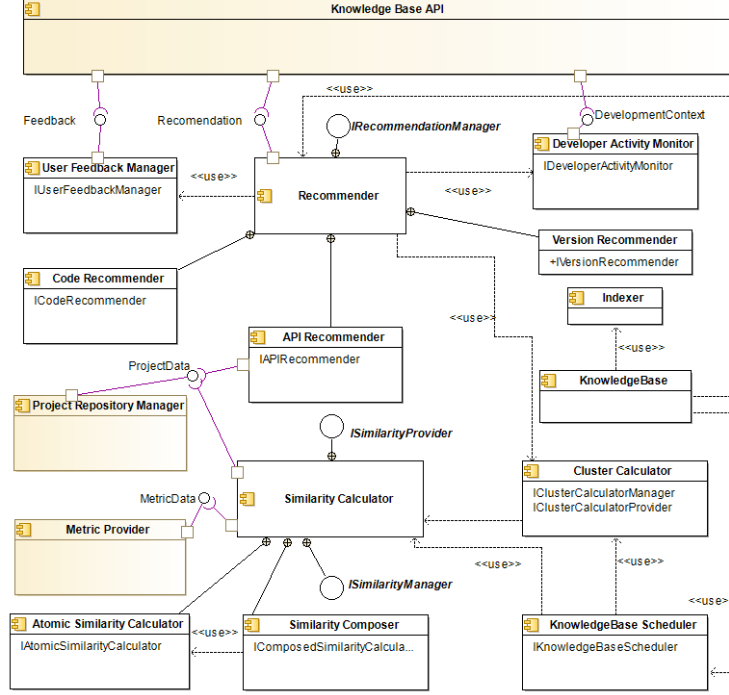 Knowledge Base API
<<use>>
Feedback
Recomendation
IRecommendationManager
DevelopmentContext
User Feedback Manager
IUserFeedbackManager
<<use>>
Recommender
<<use>>
Developer Activity Monitor
IDeveloperActivityMonitor
Version Recommender
+IVersionRecommender
Code Recommender
ICodeRecommender
Indexer
<<use>>
API Recommender
IAPIRecommender
<<use>>
ProjectData
KnowledgeBase
Project Repository Manager
ISimilarityProvider
Similarity Calculator
Cluster Calculator
IClusterCalculatorManager
IClusterCalculatorProvider
MetricData
Metric Provider
<<use>>
<<use>>
ISimilarityManager
<<use>
Atomic Similarity Calculator
IAtomicSimilarityCalculator
<<use>>
Similarity Composer
IComposedSimilarityCalcula...
KnowledgeBase Scheduler
IKnowledgeBaseScheduler